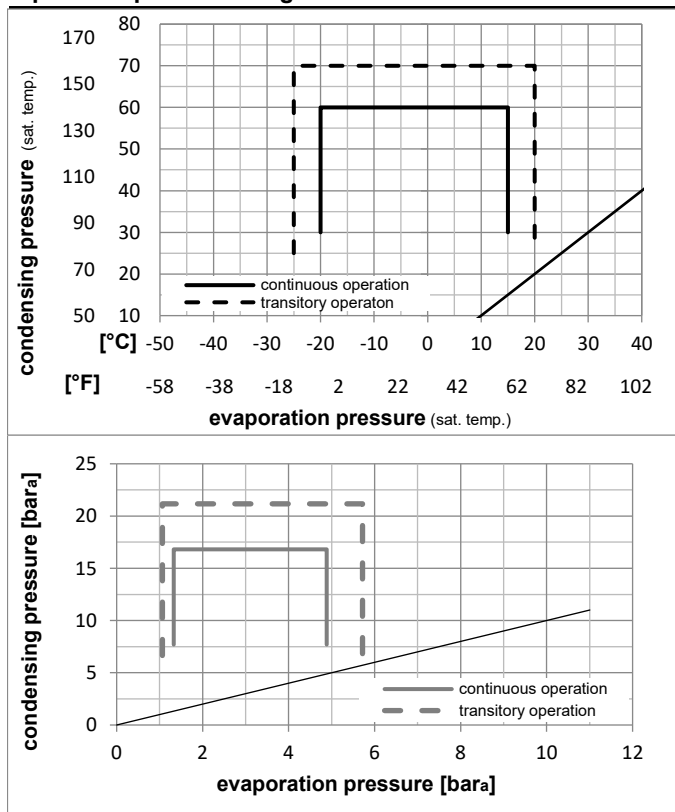 170
150
130
110
90
70
50
80
70
60
50
40
30
20
10
condensing pressure (sat. temp.)
continuous operation
transitory operaton
[°C] -50 -40 -30 -20 -10 0 10 20 30 40
[°F] -58 -38 -18 2 22 42 62 82 102
evaporation pressure (sat. temp.)
25
20
15
10
5
0
condensing pressure [bara]
continuous operation
transitory operation
0 2 4 6 8 10 12
evaporation pressure [bara]